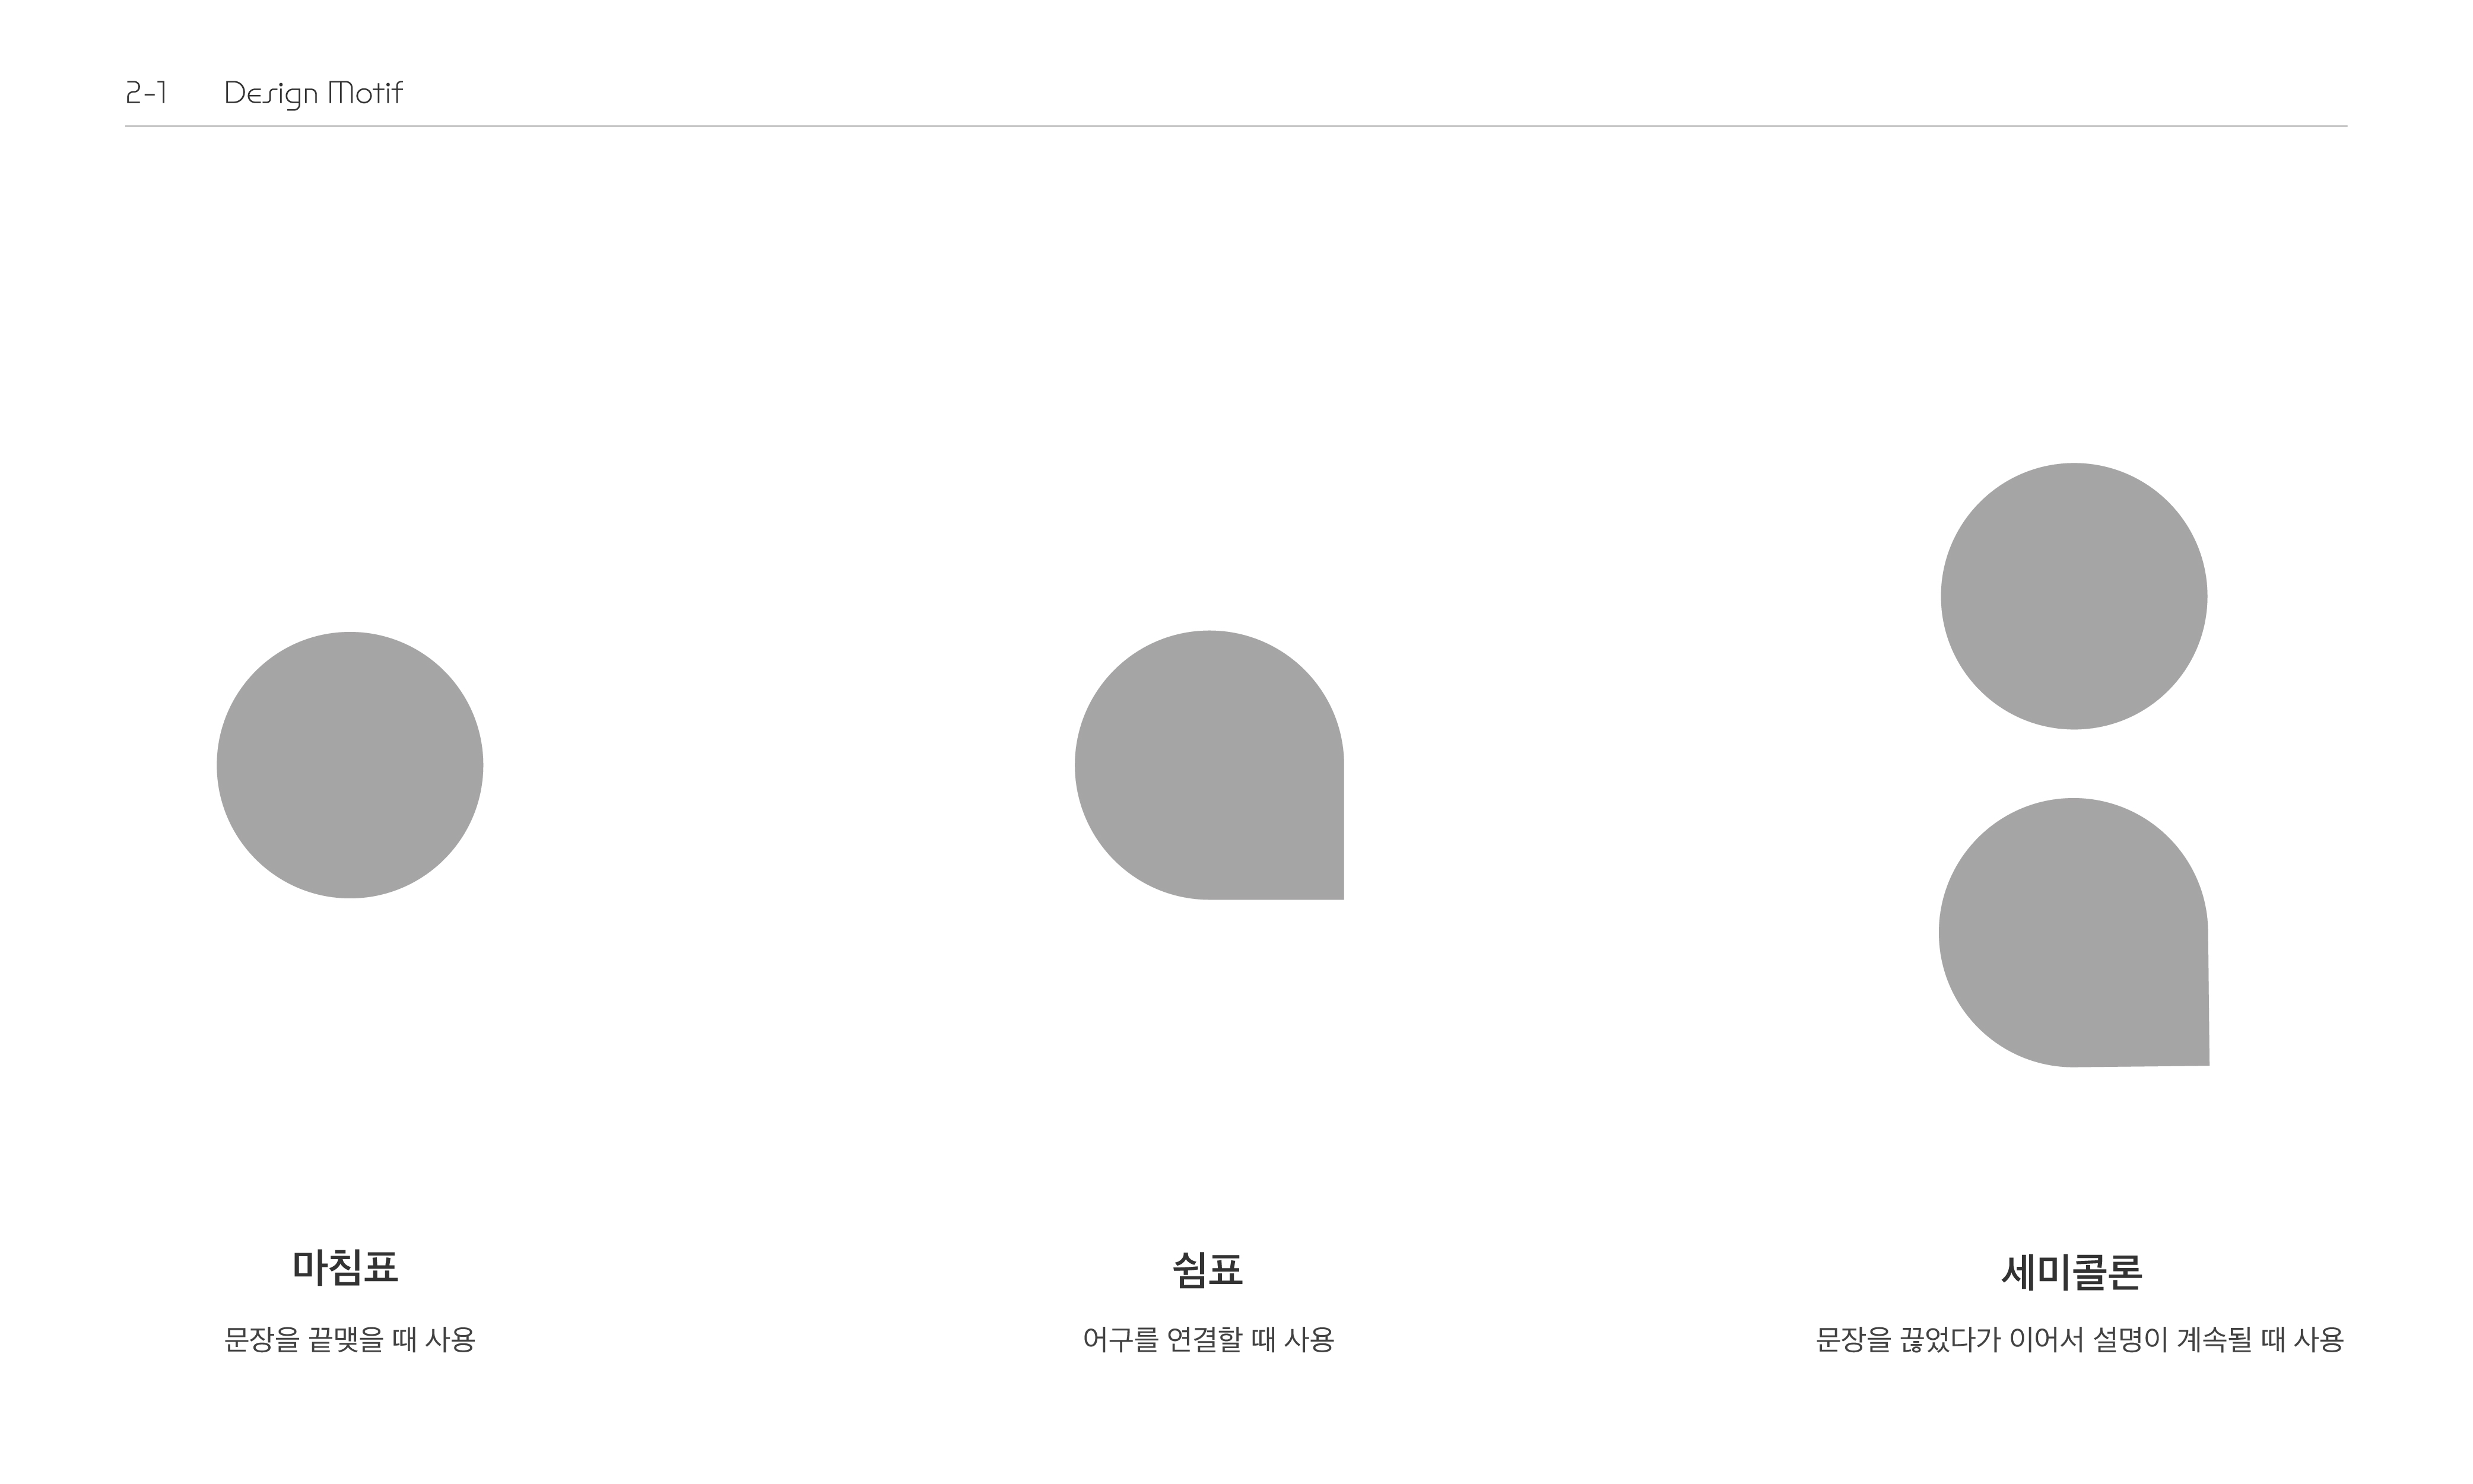 2-1 Design Motif
마침표
문장을 끝맺을 때 사용
쉼표
어구를 연결할 때 사용
세미콜론
문장을 끊었다가 이어서 설명이 계속될 때 사용